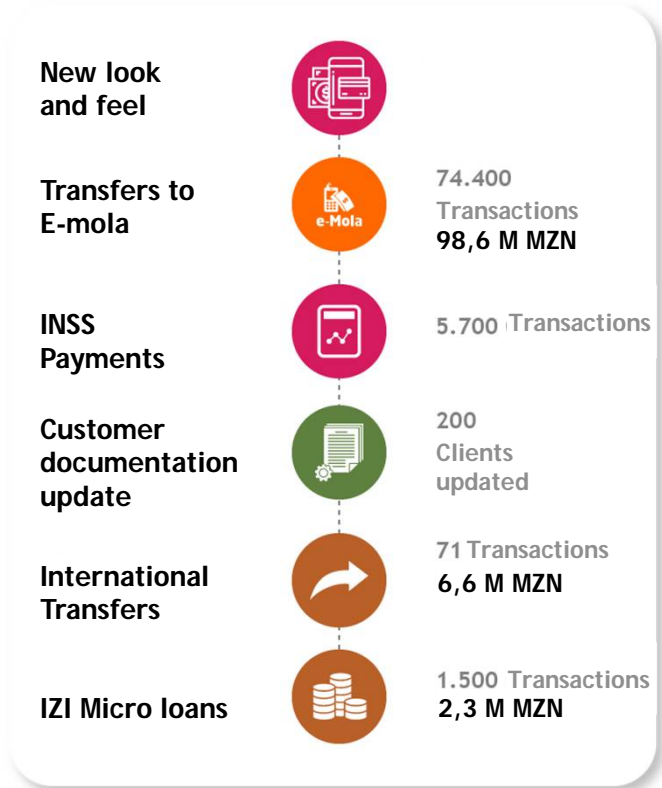 New look
and feel
Transfers to
E-mola
e-Mola
74.400
Transactions
98,6 M MZN
INSS
Payments
5.700 Transactions
Customer
documentation
update
200
Clients
updated
International
Transfers
71 Transactions
6,6 M MZN
IZI Micro loans
1.500 Transactions
2,3 M MZN